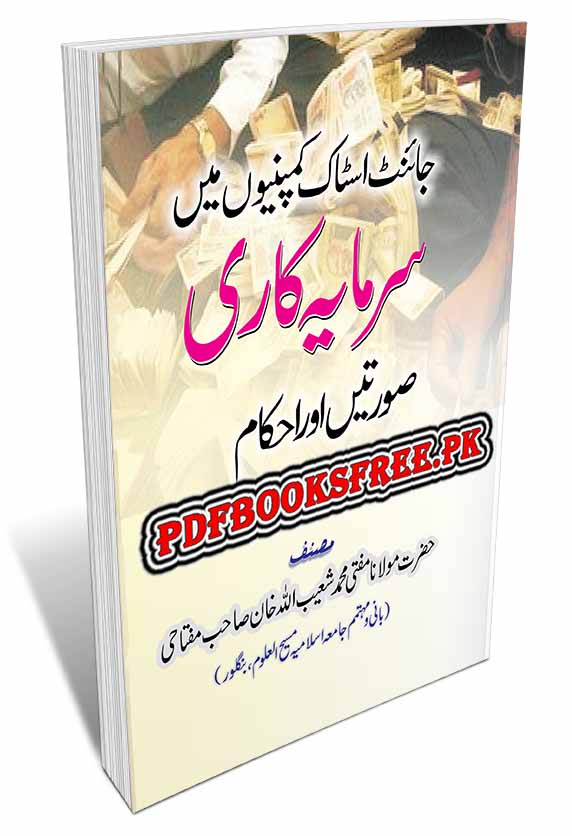 جائنٹ اسٹاک کمپنیوں میں
سرمایہ کاری
صورتیں اور احکام
PDFBOOKSFREE.PK
مصنف
حضرت مولانا مفتی محمد شعیب اللہ خان صاحب مفتاحی
(بانی و مہتمم جامعہ اسلامیہ مسیح العلوم، بنگلور)